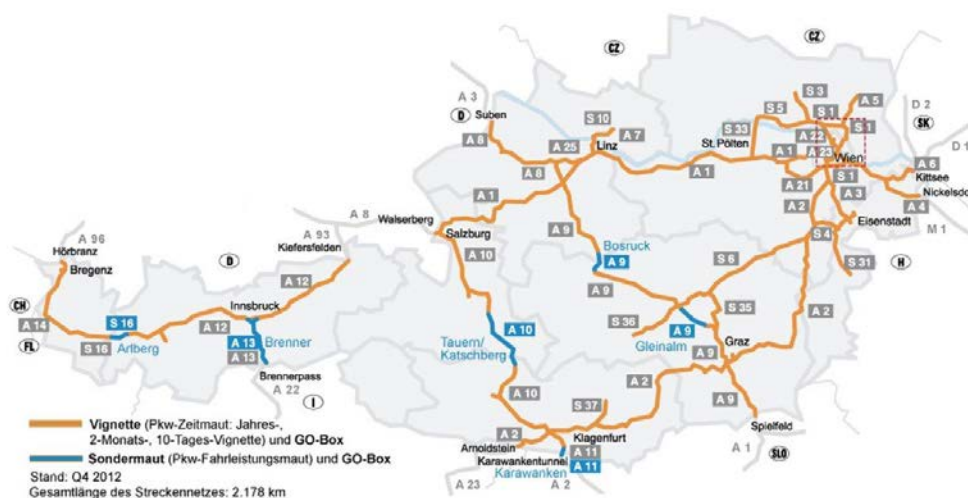 CZ
CZ
A 3
D
Suben
A 8
S 10
A 7
A 25
Linz
A 8
A 1
S 33
St. Pölten
S 5
S 3
S 1
A 5
S 1
A 22
A 23
A 1
Wien
D 2
SK
D 1
A 6
Kittsee
S 1
A 3
A 21
A 2
A 4
Nickelsdo
Eisenstadt
M 1
A 1
Walserberg
A 8
Salzburg
A 10
A 9
Bosruck
A 9
A 9
S 6
S 4
S 31
H
A 96
Hörbranz
Bregenz
D
A 93
Kiefersfelden
A 12
Innsbruck
CH
A 14
FL
S 16
S 16
Arlberg
A 12
A 13
A 13
Brenner
Brennerpass
A 22
I
Tauern/
Katschberg
A 10
S 36
S 35
A 9
Gleinalm
A 9
Graz
A 2
A 2
A 10
S 37
A 9
Spielfeld
A 1
SLO
A 2
Klagenfurt
Arnoldstein
Karawankentunnel
Karawanken
A 11
A 11
A 23
A 2
Vignette (Pkw-Zeitmaut: Jahres-,
2-Monats-, 10-Tages-Vignette) und GO-Box
Sondermaut (Pkw-Fahrleistungsmaut) und GO-Box
Stand: Q4 2012
Gesamtlänge des Streckennetzes: 2.178 km